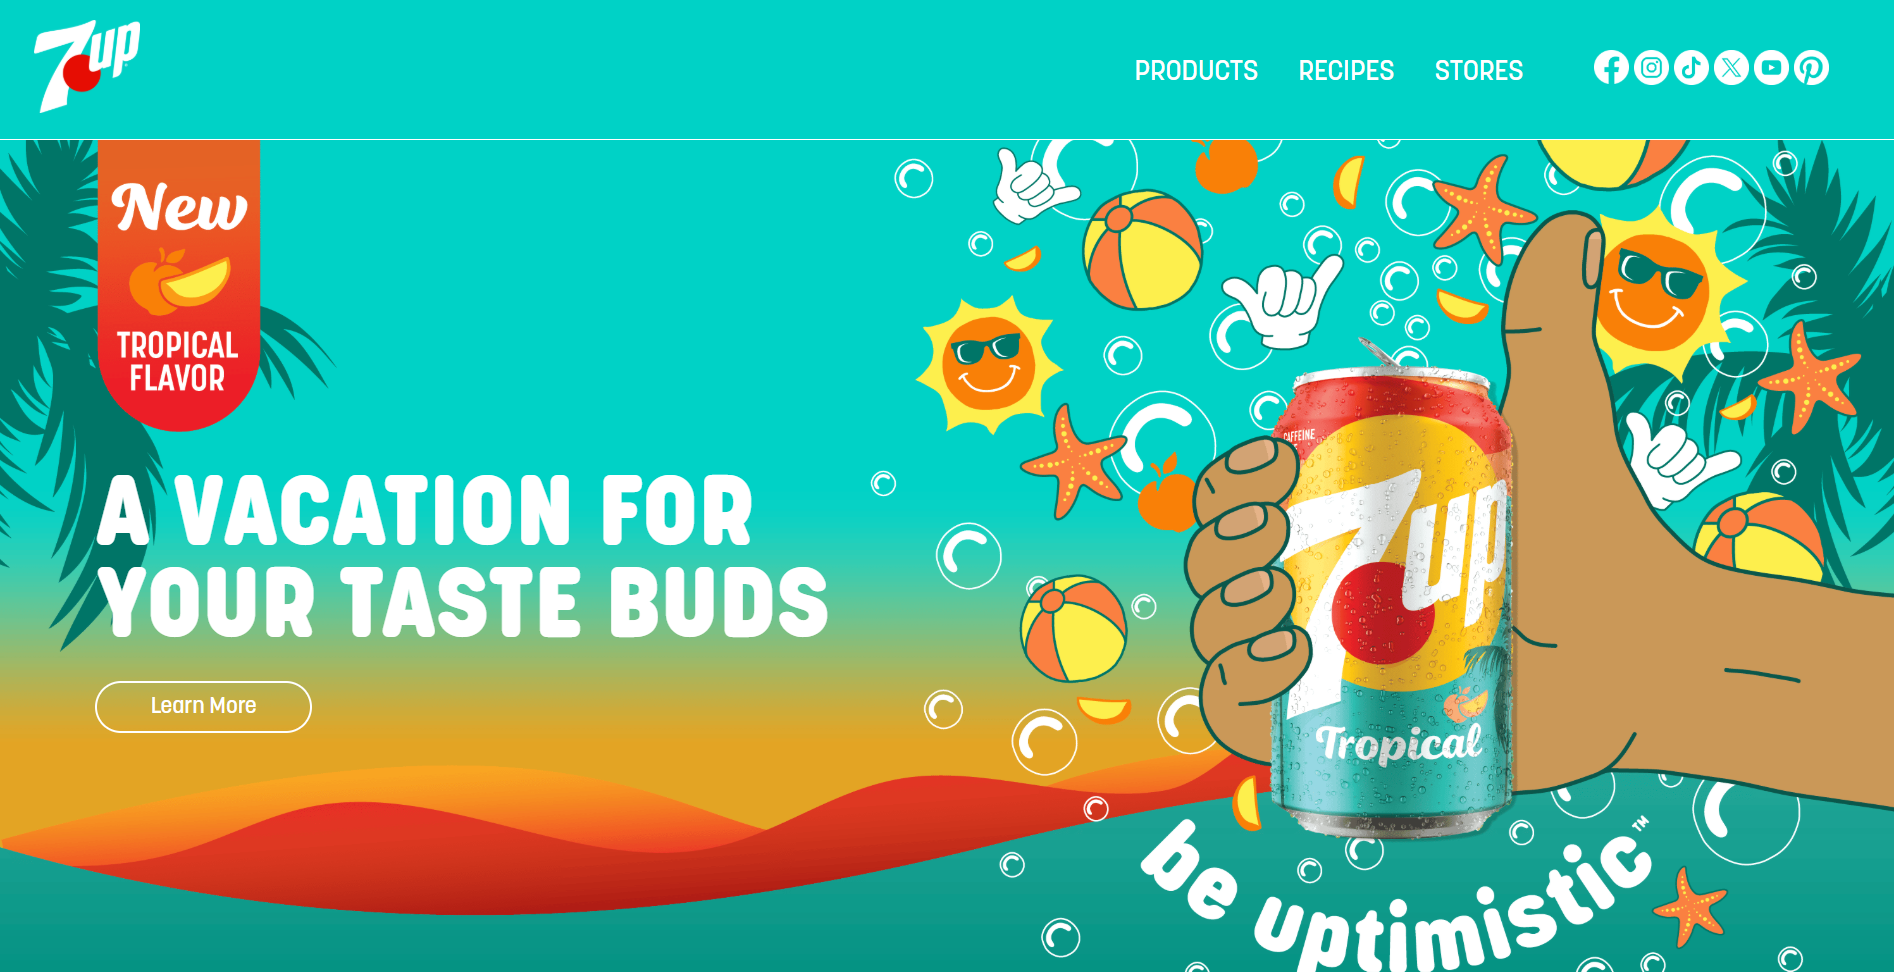 7up
PRODUCTS
RECIPES
STORES
New
TROPICAL
FLAVOR
A VACATION FOR
YOUR TASTE BUDS
Learn More
CAFFEINE
7up
Tropical
be uptimistic™